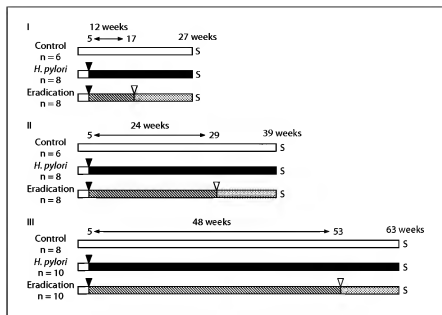 I
12 weeks
5 17 27 weeks
Control
n = 6
S
H. pylori
n = 8
S
Eradication
n = 8
S
II
24 weeks
5 29 39 weeks
Control
n = 6
S
H. pylori
n = 8
S
Eradication
n = 8
S
III
48 weeks
5 53 63 weeks
Control
n = 8
S
H. pylori
n = 10
S
Eradication
n = 10
S